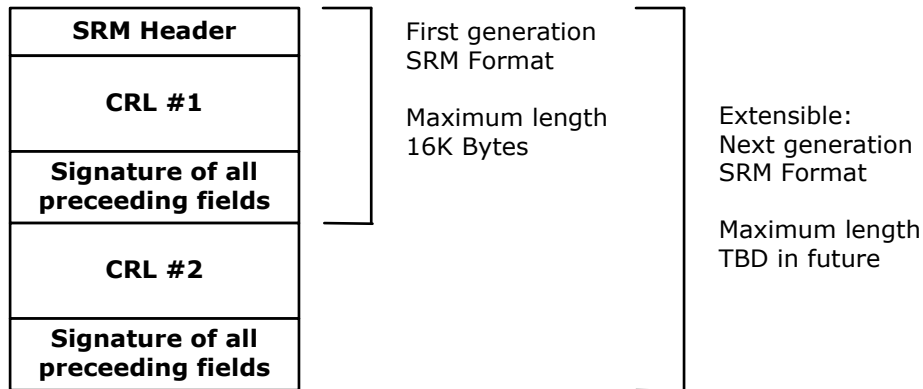 SRM Header
CRL #1
Signature of all
preceeding fields
CRL #2
Signature of all
preceeding fields
First generation
SRM Format
Maximum length
16K Bytes
Extensible:
Next generation
SRM Format
Maximum length
TBD in future